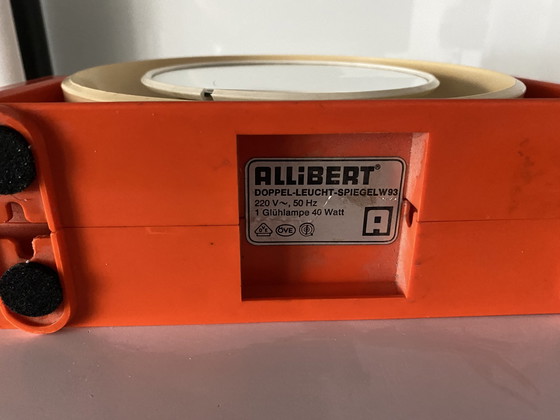 ALLiBERT®
DOPPEL-LEUCHT-SPIEGELW93
220 V~, 50 Hz
1 Glühlampe 40 Watt
A
ÖVE